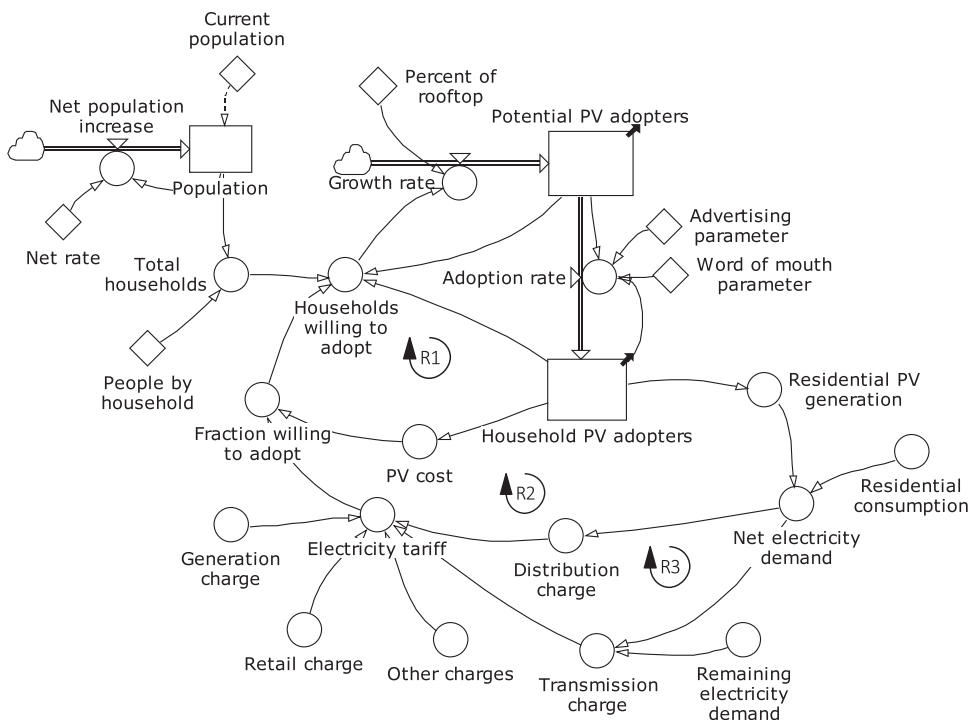 Current
population
Percent of
rooftop
Net population
increase
Potential PV adopters
Population
Growth rate
Net rate
Advertising
parameter
Total
households
Adoption rate
Word of mouth
parameter
Households
willing to
adopt
R1
People by
household
Residential PV
generation
Fraction willing
to adopt
Household PV adopters
PV cost
R2
Residential
consumption
Generation
charge
Electricity tariff
Distribution
charge
R3
Net electricity
demand
Retail charge
Other charges
Transmission
charge
Remaining
electricity
demand